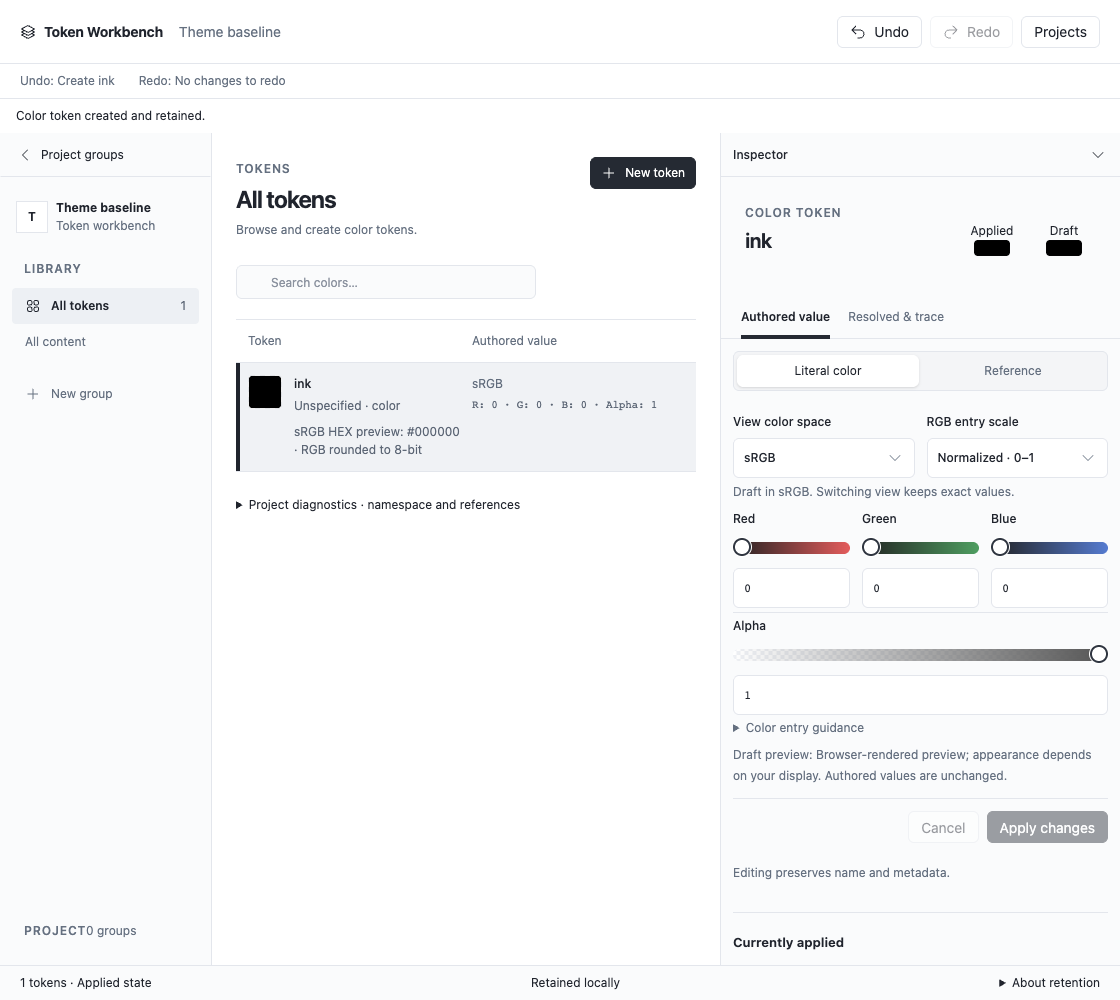 Token Workbench Theme baseline
Undo Redo Projects
Undo: Create ink Redo: No changes to redo
Color token created and retained.
Project groups
T
Theme baseline
Token workbench
LIBRARY
All tokens 1
All content
New group
PROJECT0 groups
TOKENS
All tokens
Browse and create color tokens.
New token
Search colors...
Token Authored value
ink
Unspecified · color
sRGB HEX preview: #000000
· RGB rounded to 8-bit
sRGB
R: 0 · G: 0 · B: 0 · Alpha: 1
Project diagnostics · namespace and references
Inspector
COLOR TOKEN
ink
Applied Draft
Authored value Resolved & trace
Literal color Reference
View color space RGB entry scale
sRGB Normalized · 0–1
Draft in sRGB. Switching view keeps exact values.
Red Green Blue
0 0 0
Alpha
1
Color entry guidance
Draft preview: Browser-rendered preview; appearance depends
on your display. Authored values are unchanged.
Cancel Apply changes
Editing preserves name and metadata.
Currently applied
1 tokens · Applied state Retained locally About retention